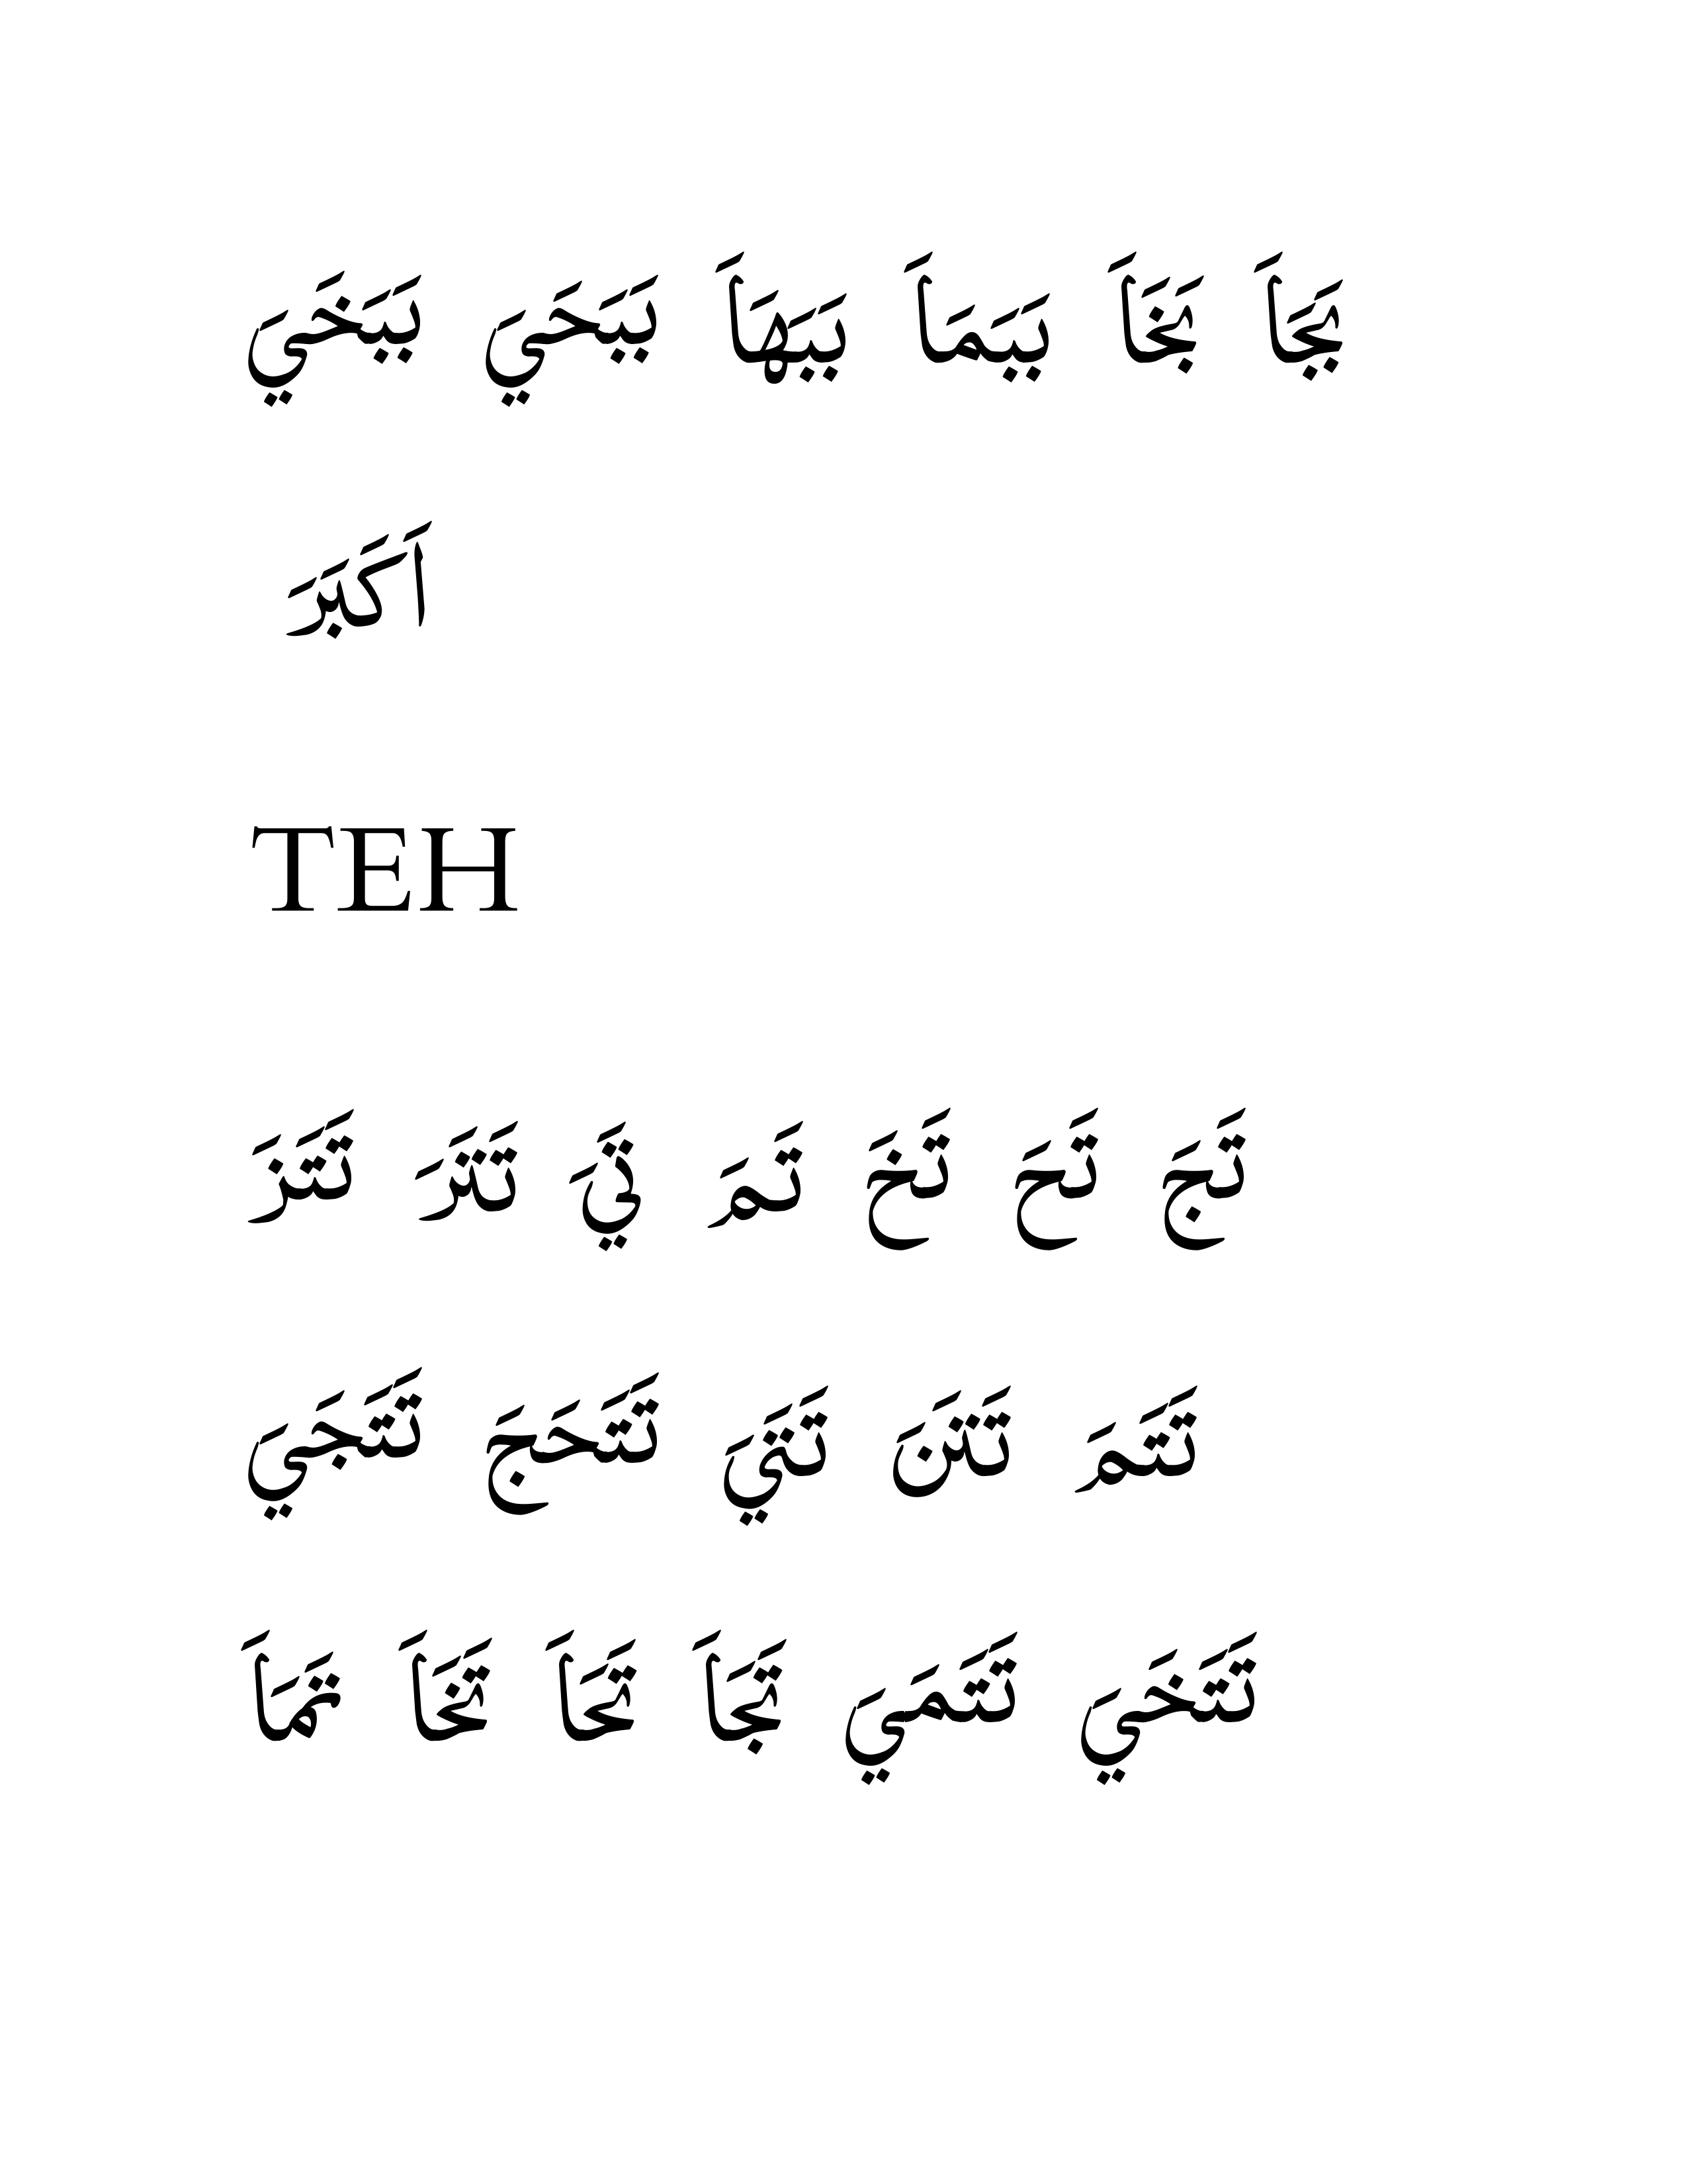 بَجَاَ بَخَاَ بَبَمَاَ بَبَهَاَ بَبَحَيَ بَبَخَيَ
اَكَبَرَ
TEH
تَجَ تَحَ تَخَ تَمَ تَيَ تَتَرَ تَتَزَ
تَتَمَ تَتَنَ تَتَيَ تَتَحَجَ تَتَجَيَ
تَتَخَيَ تَتَمَيَ تَجَاَ تَحَاَ تَخَاَ تَمَاَ